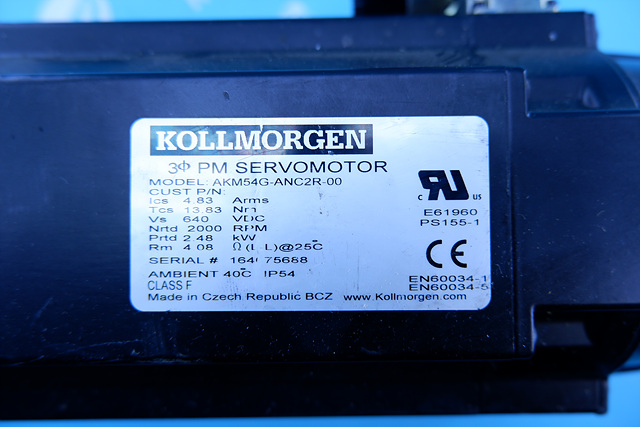 KOLLMORGEN
3Φ PM SERVOMOTOR
MODEL: AKM54G-ANC2R-00
CUST P/N:
Ics 4.83 Arms
Tcs 13.83 Nm
Vs 640 VDC
Nrtd 2000 RPM
Prtd 2.48 kW
Rm 4.08 Ω(L-L)@25C
SERIAL #
AMBIENT 40C IP54
CLASS F
Made in Czech Republic BCZ www.Kollmorgen.com
c RU US
E61960
PS155-1
CE
EN60034-1
EN60034-5